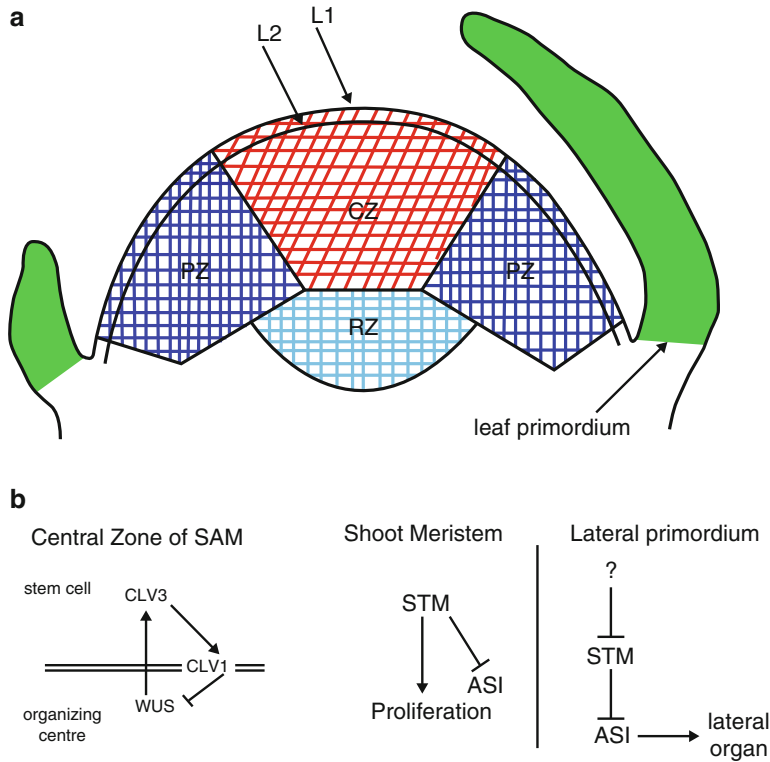 a
L1
L2
CZ
PZ
PZ
RZ
leaf primordium
b
Central Zone of SAM
stem cell
CLV3
CLV1
WUS
organizing
centre
Shoot Meristem
STM
ASI
Proliferation
Lateral primordium
?
STM
ASI
lateral
organ